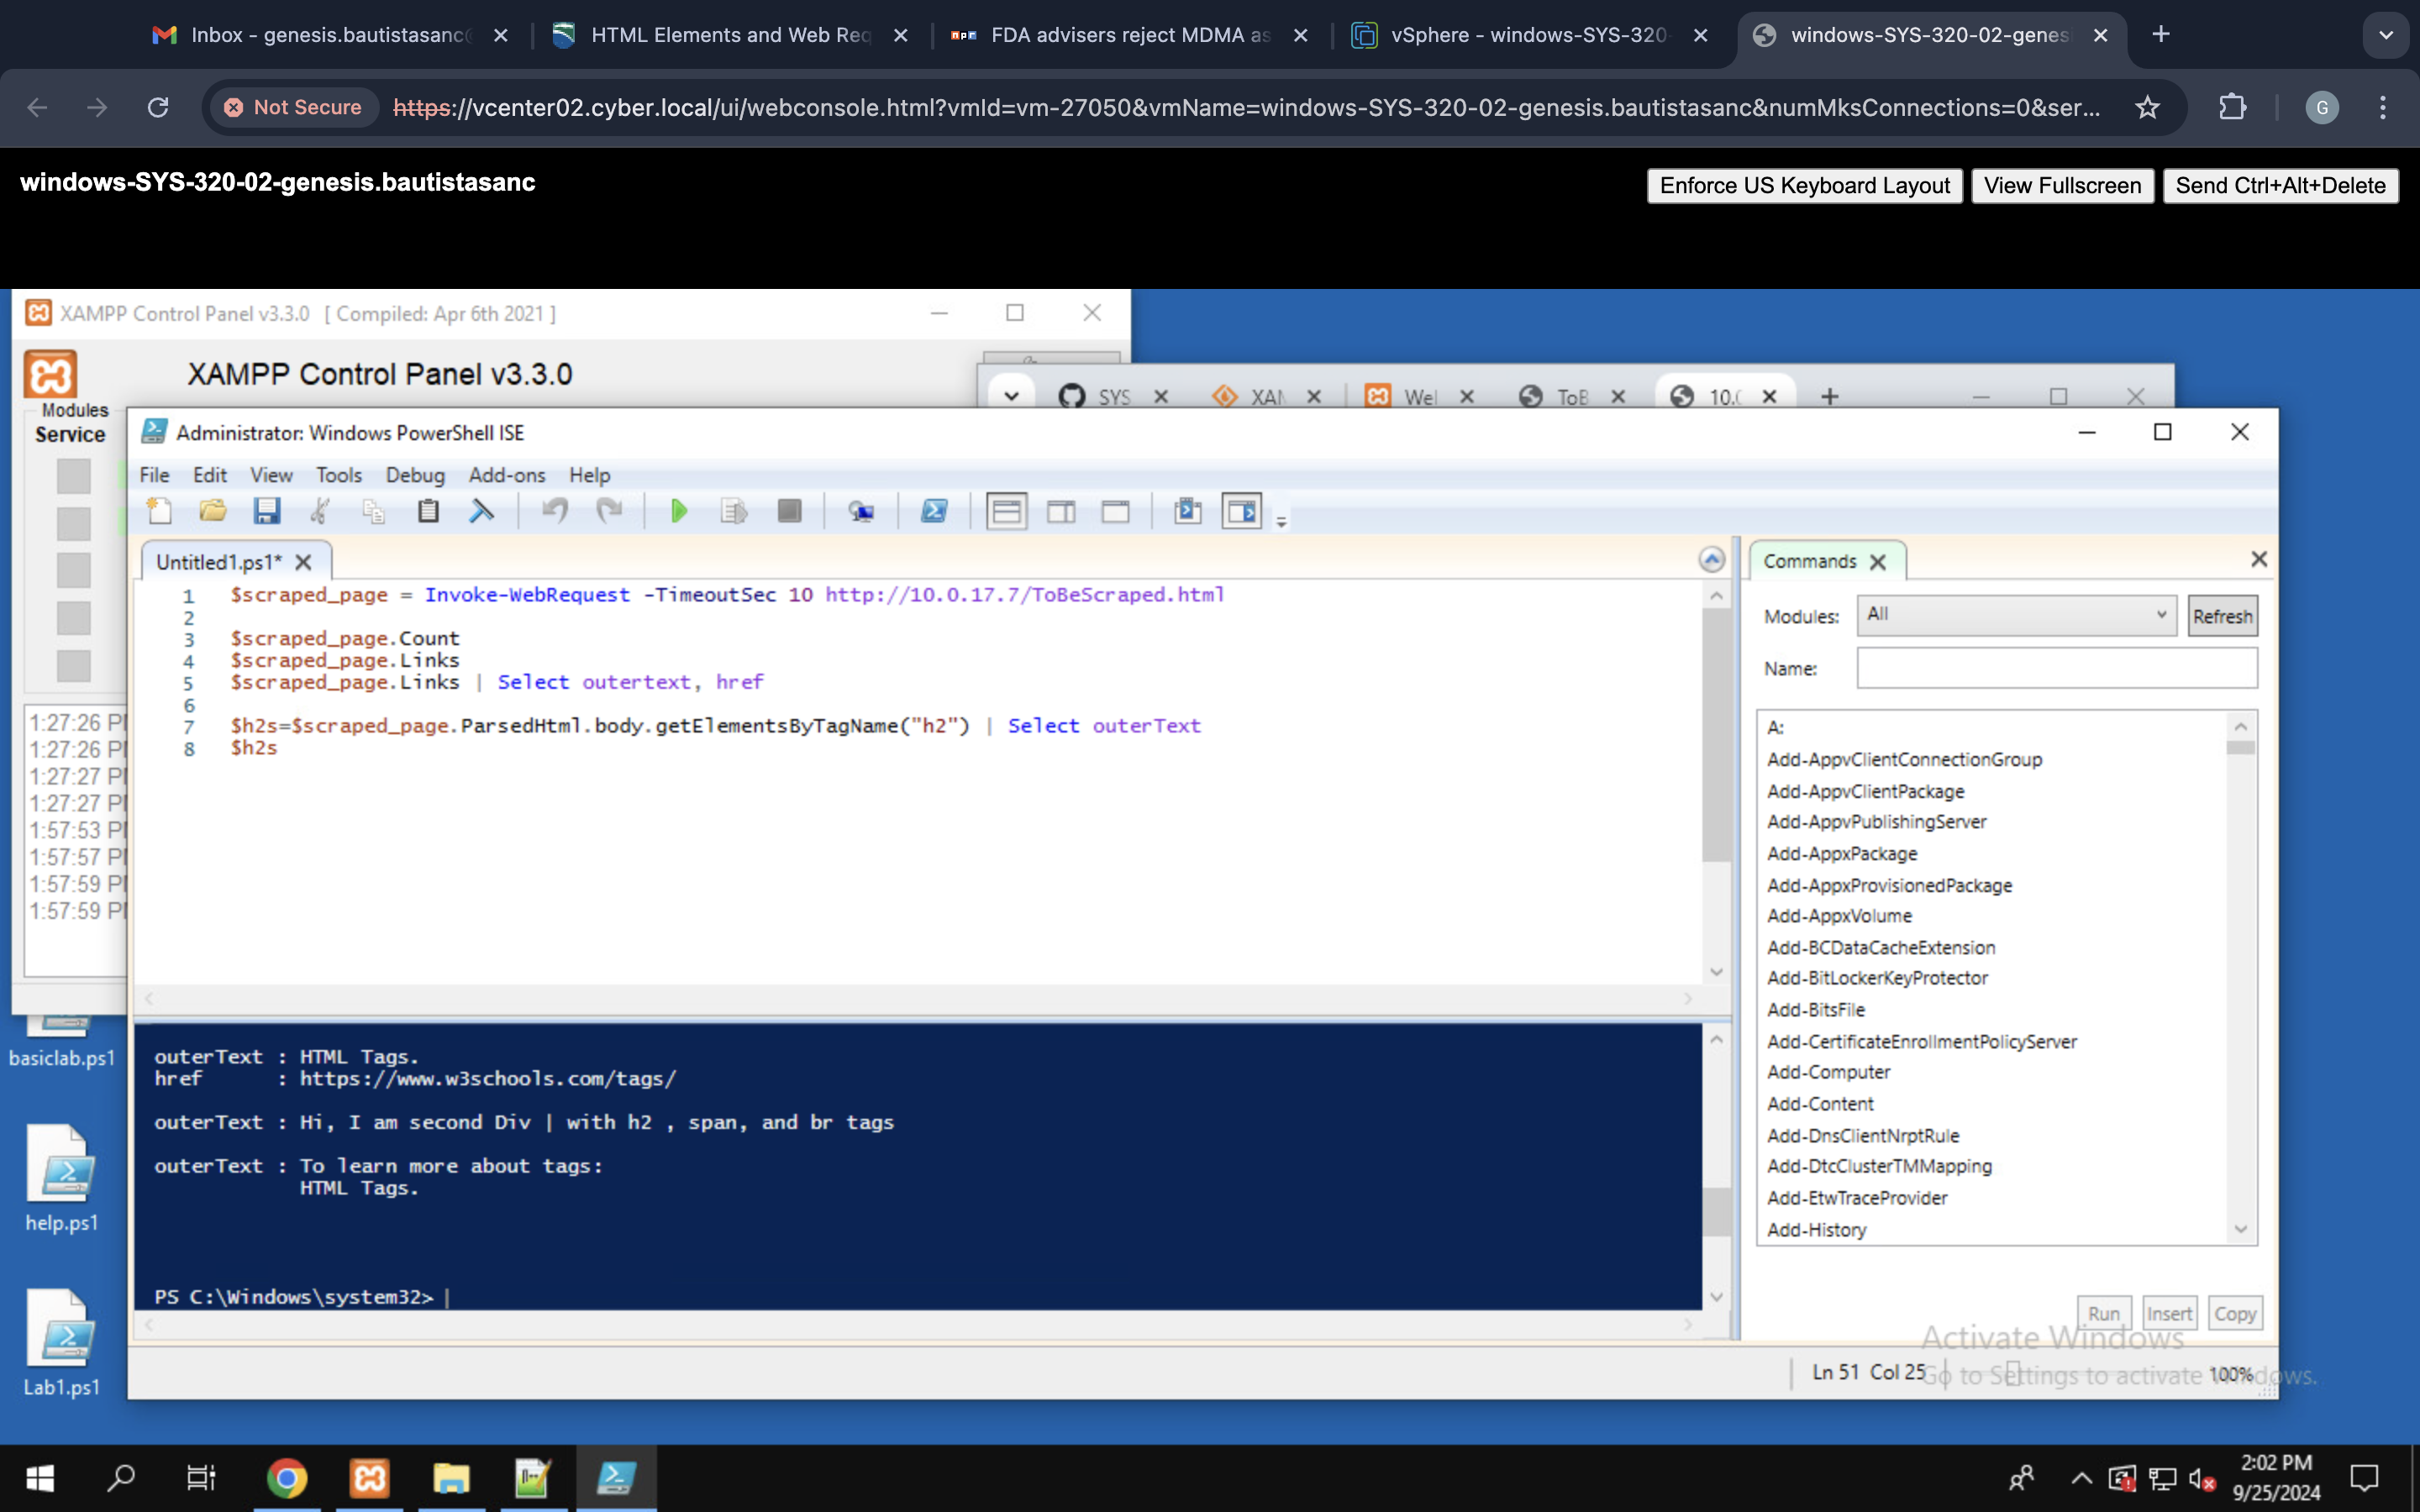 Inbox - genesis.bautistasanc
HTML Elements and Web Req
npr FDA advisers reject MDMA as
vSphere - windows-SYS-320-
windows-SYS-320-02-genes
Not Secure https://vcenter02.cyber.local/ui/webconsole.html?vmId=vm-27050&vmName=windows-SYS-320-02-genesis.bautistasanc&numMksConnections=0&ser...
G
windows-SYS-320-02-genesis.bautistasanc
Enforce US Keyboard Layout View Fullscreen Send Ctrl+Alt+Delete
XAMPP Control Panel v3.3.0 [ Compiled: Apr 6th 2021 ]
XAMPP Control Panel v3.3.0
Modules
Service
1:27:26 P
1:27:26 P
1:27:27 P
1:27:27 P
1:57:53 P
1:57:57 P
1:57:59 P
1:57:59 P
SYS XAM Wel ToB 10.(
Administrator: Windows PowerShell ISE
File Edit View Tools Debug Add-ons Help
Untitled1.ps1*
1 $scraped_page = Invoke-WebRequest -TimeoutSec 10 http://10.0.17.7/ToBeScraped.html
2
3 $scraped_page.Count
4 $scraped_page.Links
5 $scraped_page.Links | Select outertext, href
6
7 $h2s=$scraped_page.ParsedHtml.body.getElementsByTagName("h2") | Select outerText
8 $h2s
outerText : HTML Tags.
href : https://www.w3schools.com/tags/
outerText : Hi, I am second Div | with h2 , span, and br tags
outerText : To learn more about tags:
HTML Tags.
PS C:\Windows\system32>
Commands
Modules: All Refresh
Name:
A:
Add-AppvClientConnectionGroup
Add-AppvClientPackage
Add-AppvPublishingServer
Add-AppxPackage
Add-AppxProvisionedPackage
Add-AppxVolume
Add-BCDataCacheExtension
Add-BitLockerKeyProtector
Add-BitsFile
Add-CertificateEnrollmentPolicyServer
Add-Computer
Add-Content
Add-DnsClientNrptRule
Add-DtcClusterTMMapping
Add-EtwTraceProvider
Add-History
Run Insert Copy
Activate Windows
Go to Settings to activate Windows.
Ln 51 Col 25
100%
basiclab.ps1
help.ps1
Lab1.ps1
2:02 PM
9/25/2024